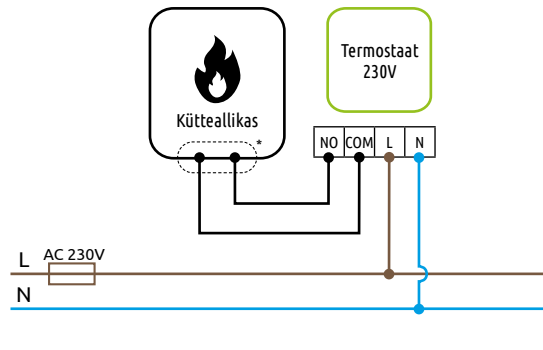 Termostaat
230V
Kütteallikas
*
NO COM L N
L AC 230V
N